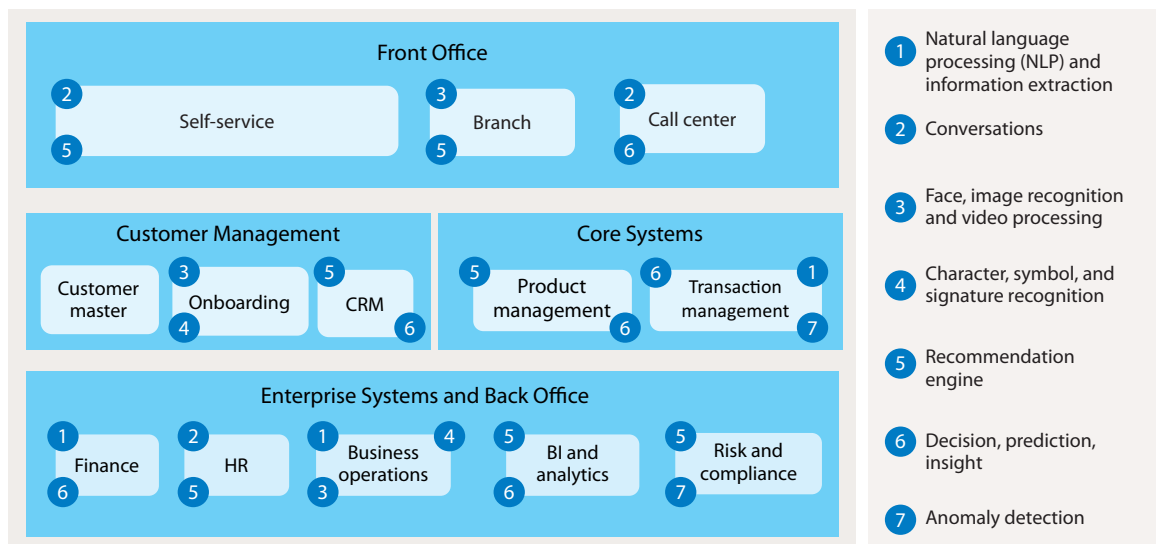 Front Office
2
Self-service
5
3
Branch
5
2
Call center
6
Customer Management
Customer
master
3
Onboarding
4
5
CRM
6
Core Systems
5
Product
management
6
6
1
Transaction
management
7
Enterprise Systems and Back Office
1
Finance
6
2
HR
5
1
4
Business
operations
3
5
BI and
analytics
6
5
Risk and
compliance
7
1
Natural language
processing (NLP) and
information extraction
2
Conversations
3
Face, image recognition
and video processing
4
Character, symbol, and
signature recognition
5
Recommendation
engine
6
Decision, prediction,
insight
7
Anomaly detection